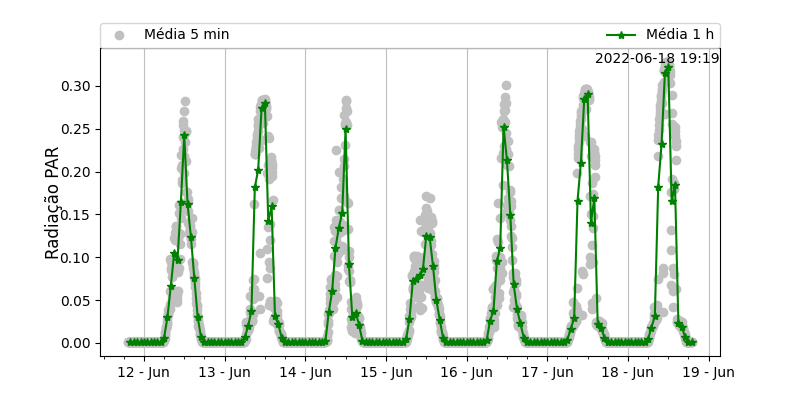 Média 5 min
Média 1 h
2022-06-18 19:19
Radiação PAR
0.30
0.25
0.20
0.15
0.10
0.05
0.00
12 - Jun
13 - Jun
14 - Jun
15 - Jun
16 - Jun
17 - Jun
18 - Jun
19 - Jun